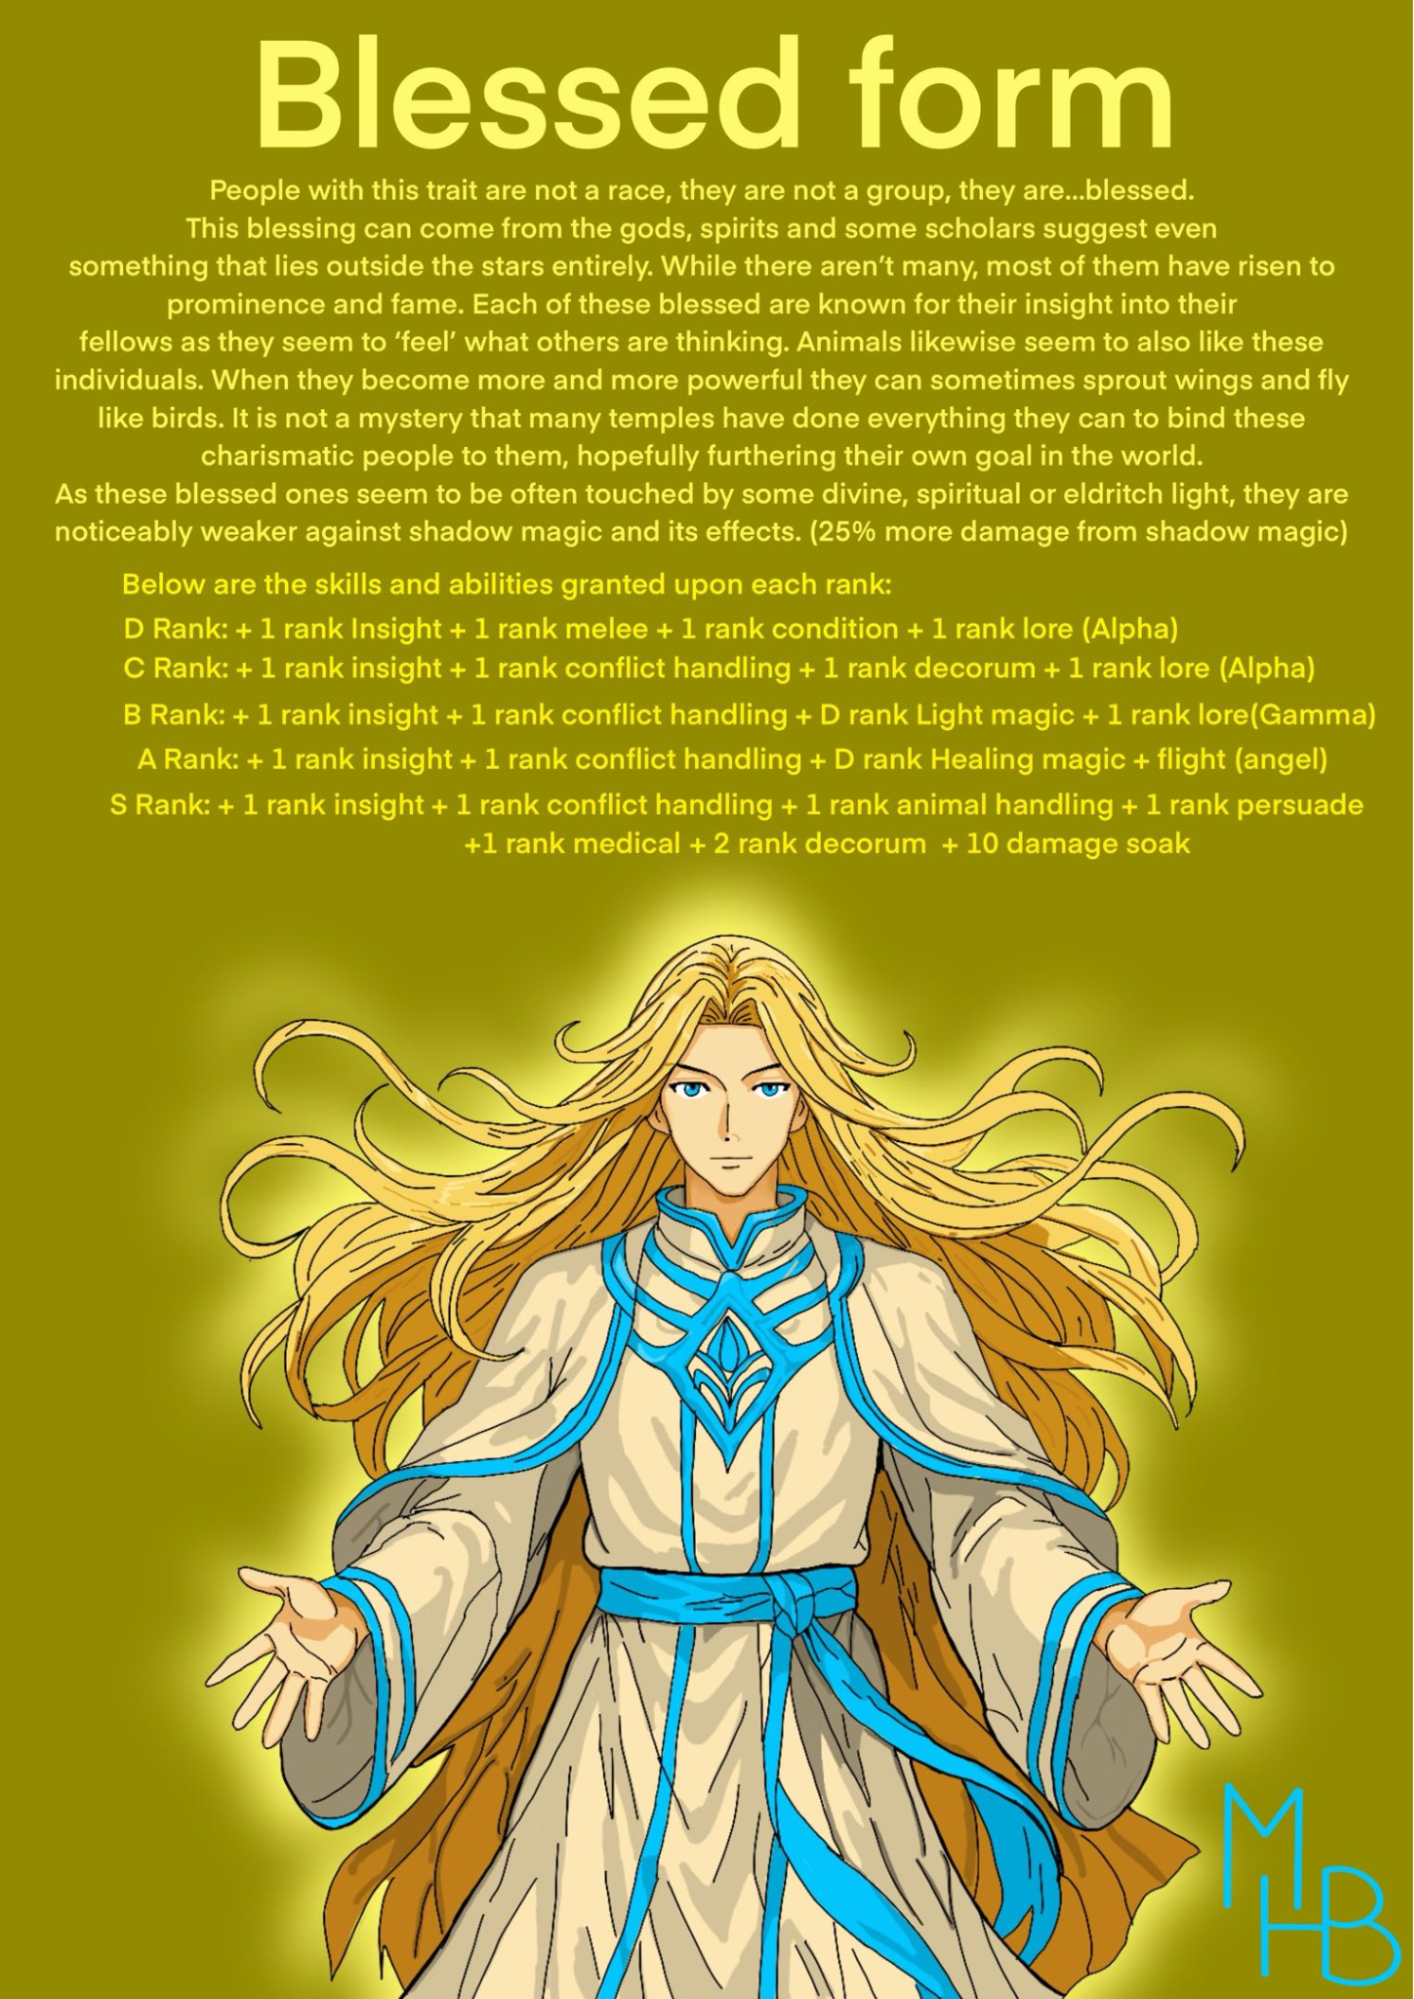 Blessed form
People with this trait are not a race, they are not a group, they are...blessed.
This blessing can come from the gods, spirits and some scholars suggest even
something that lies outside the stars entirely. While there aren’t many, most of them have risen to
prominence and fame. Each of these blessed are known for their insight into their
fellows as they seem to ‘feel’ what others are thinking. Animals likewise seem to also like these
individuals. When they become more and more powerful they can sometimes sprout wings and fly
like birds. It is not a mystery that many temples have done everything they can to bind these
charismatic people to them, hopefully furthering their own goal in the world.
As these blessed ones seem to be often touched by some divine, spiritual or eldritch light, they are
noticeably weaker against shadow magic and its effects. (25% more damage from shadow magic)
Below are the skills and abilities granted upon each rank:
D Rank: + 1 rank Insight + 1 rank melee + 1 rank condition + 1 rank lore (Alpha)
C Rank: + 1 rank insight + 1 rank conflict handling + 1 rank decorum + 1 rank lore (Alpha)
B Rank: + 1 rank insight + 1 rank conflict handling + D rank Light magic + 1 rank lore(Gamma)
A Rank: + 1 rank insight + 1 rank conflict handling + D rank Healing magic + flight (angel)
S Rank: + 1 rank insight + 1 rank conflict handling + 1 rank animal handling + 1 rank persuade
+1 rank medical + 2 rank decorum + 10 damage soak
MHB